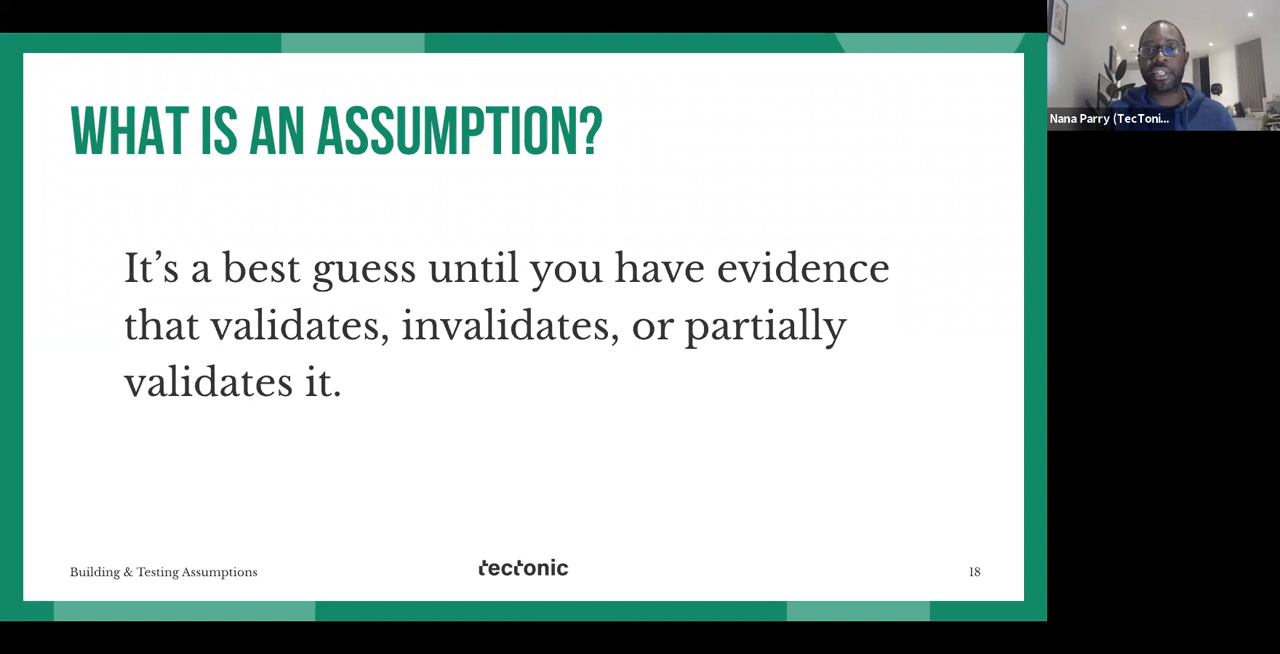 WHAT IS AN ASSUMPTION?
It’s a best guess until you have evidence
that validates, invalidates, or partially
validates it.
Building & Testing Assumptions
tectonic
18
Nana Parry (TecToni...